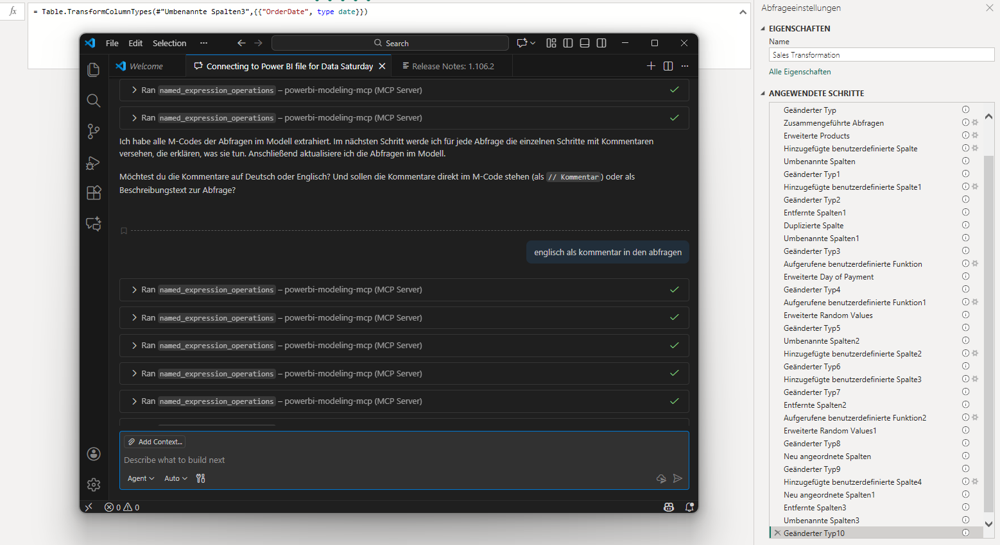 fx
= Table.TransformColumnTypes(#"Umbenannte Spalten3",{{"OrderDate", type date}})
File Edit Selection ··· Search
Welcome
Connecting to Power BI file for Data Saturday
Release Notes: 1.106.2
Ran named_expression_operations – powerbi-modeling-mcp (MCP Server)
Ran named_expression_operations – powerbi-modeling-mcp (MCP Server)
Ich habe alle M-Codes der Abfragen im Modell extrahiert. Im nächsten Schritt werde ich für jede Abfrage die einzelnen Schritte mit Kommentaren
versehen, die erklären, was sie tun. Anschließend aktualisiere ich die Abfragen im Modell.
Möchtest du die Kommentare auf Deutsch oder Englisch? Und sollen die Kommentare direkt im M-Code stehen (als // Kommentar) oder als
Beschreibungstext zur Abfrage?
englisch als kommentar in den abfragen
Ran named_expression_operations – powerbi-modeling-mcp (MCP Server)
Ran named_expression_operations – powerbi-modeling-mcp (MCP Server)
Ran named_expression_operations – powerbi-modeling-mcp (MCP Server)
Ran named_expression_operations – powerbi-modeling-mcp (MCP Server)
Ran named_expression_operations – powerbi-modeling-mcp (MCP Server)
Add Context...
Describe what to build next
Agent Auto
0 0
Abfrageeinstellungen
EIGENSCHAFTEN
Name
Sales Transformation
Alle Eigenschaften
ANGEWENDETE SCHRITTE
Geänderter Typ
Zusammengeführte Abfragen
Erweiterte Products
Hinzugefügte benutzerdefinierte Spalte
Umbenannte Spalten
Geänderter Typ1
Hinzugefügte benutzerdefinierte Spalte1
Geänderter Typ2
Entfernte Spalten1
Duplizierte Spalte
Umbenannte Spalten1
Geänderter Typ3
Aufgerufene benutzerdefinierte Funktion
Erweiterte Day of Payment
Geänderter Typ4
Aufgerufene benutzerdefinierte Funktion1
Erweiterte Random Values
Geänderter Typ5
Umbenannte Spalten2
Hinzugefügte benutzerdefinierte Spalte2
Geänderter Typ6
Hinzugefügte benutzerdefinierte Spalte3
Geänderter Typ7
Entfernte Spalten2
Aufgerufene benutzerdefinierte Funktion2
Erweiterte Random Values1
Geänderter Typ8
Neu angeordnete Spalten
Geänderter Typ9
Hinzugefügte benutzerdefinierte Spalte4
Neu angeordnete Spalten1
Entfernte Spalten3
Umbenannte Spalten3
Geänderter Typ10